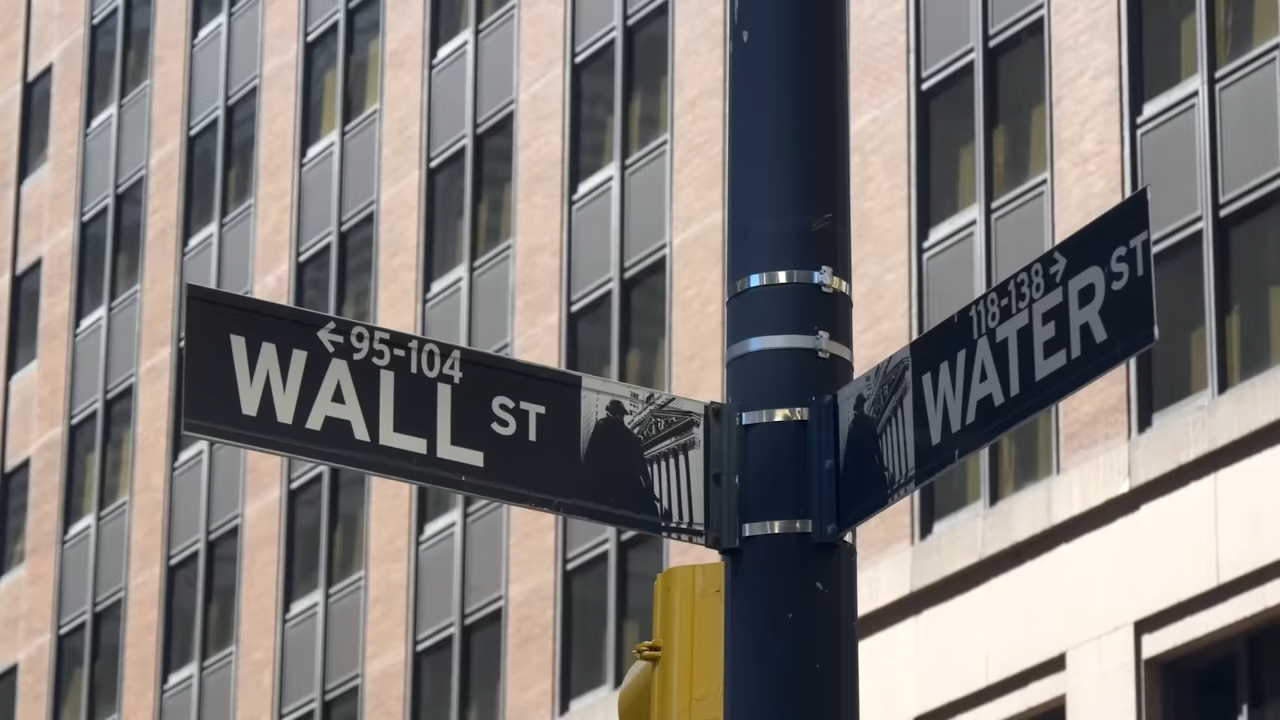 ←95-104
WALL ST
118-138→
WATER ST